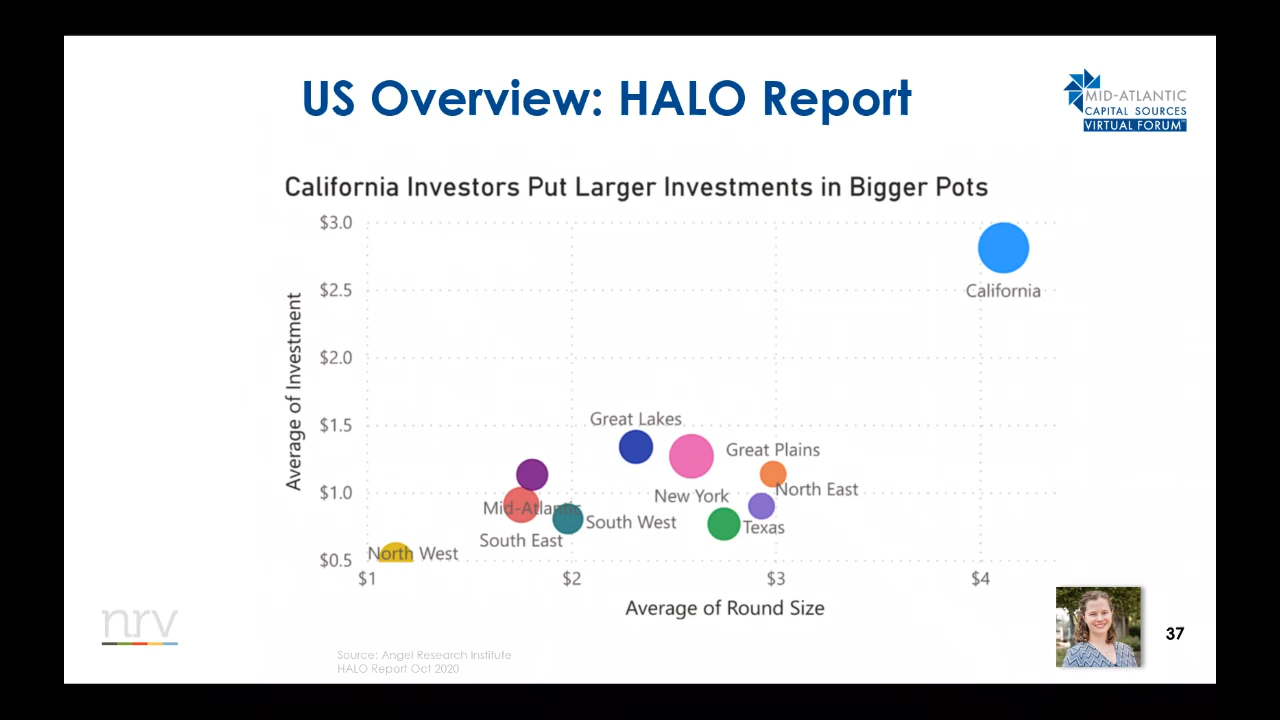 US Overview: HALO Report
MID-ATLANTIC
CAPITAL SOURCES
VIRTUAL FORUM
California Investors Put Larger Investments in Bigger Pots
Average of Investment
$3.0
$2.5
$2.0
$1.5
$1.0
$0.5
California
Great Lakes
Great Plains
New York
North East
Mid-Atlantic
South West
Texas
South East
North West
$1
$2
$3
$4
Average of Round Size
nrv
37
Source: Angel Research Institute
HALO Report Oct 2020